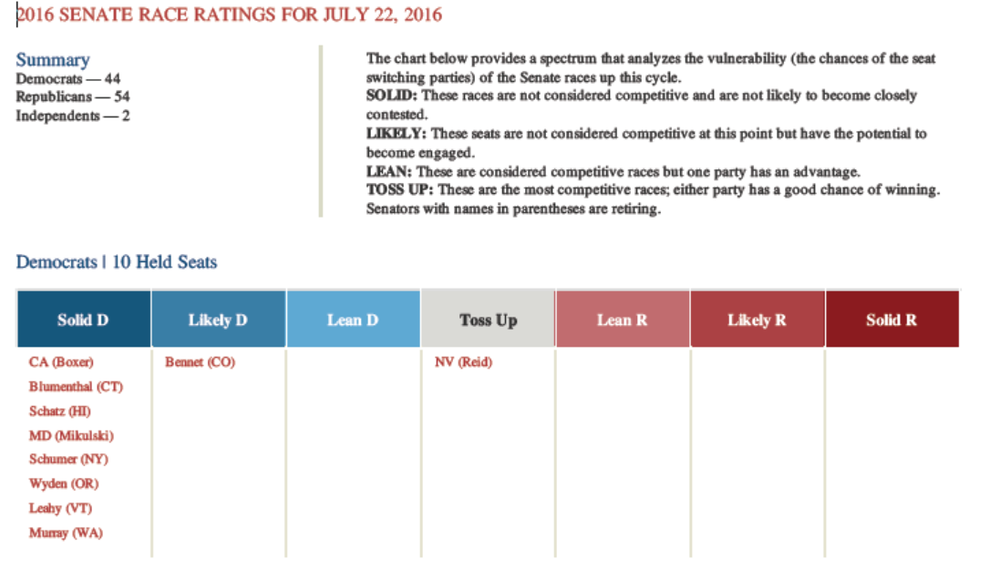 2016 SENATE RACE RATINGS FOR JULY 22, 2016
Summary
Democrats — 44
Republicans — 54
Independents — 2
The chart below provides a spectrum that analyzes the vulnerability (the chances of the seat
switching parties) of the Senate races up this cycle.
SOLID: These races are not considered competitive and are not likely to become closely
contested.
LIKELY: These seats are not considered competitive at this point but have the potential to
become engaged.
LEAN: These are considered competitive races but one party has an advantage.
TOSS UP: These are the most competitive races; either party has a good chance of winning.
Senators with names in parentheses are retiring.
Democrats | 10 Held Seats
Solid D Likely D Lean D Toss Up Lean R Likely R Solid R
CA (Boxer) Bennet (CO) NV (Reid)
Blumenthal (CT)
Schatz (HI)
MD (Mikulski)
Schumer (NY)
Wyden (OR)
Leahy (VT)
Murray (WA)